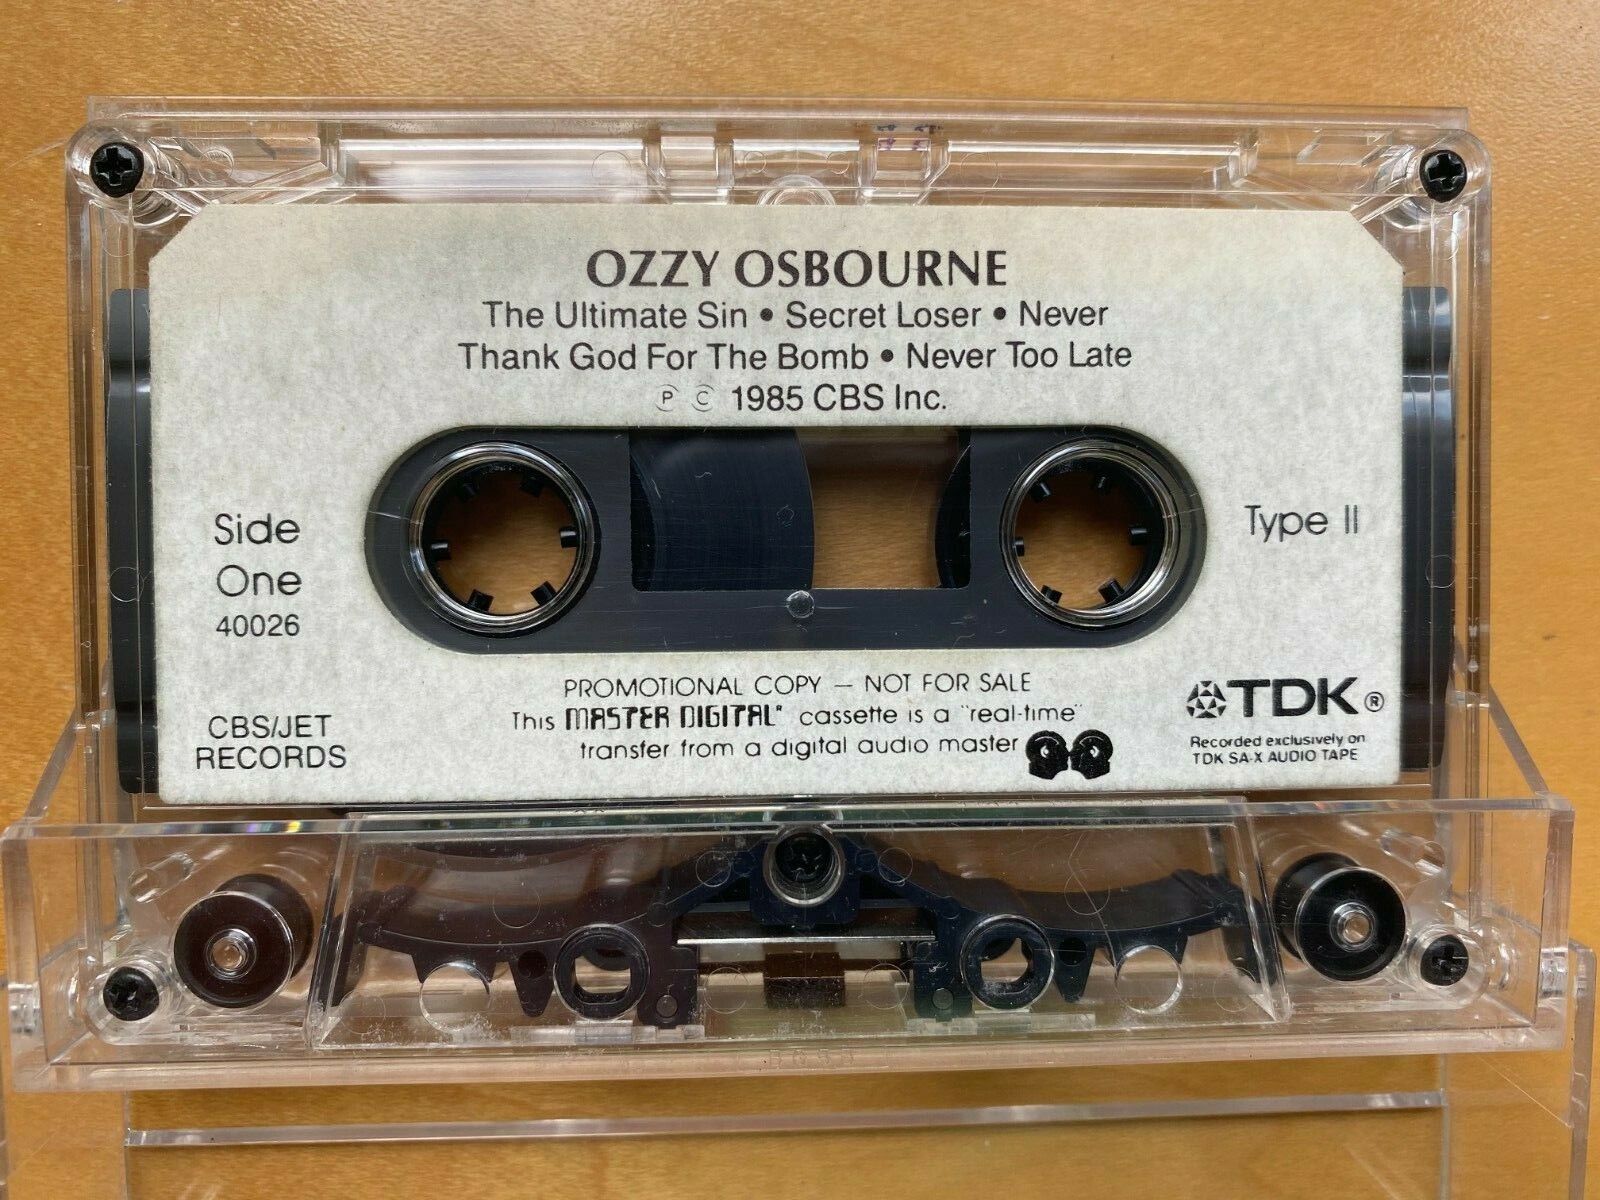 OZZY OSBOURNE
The Ultimate Sin • Secret Loser • Never
Thank God For The Bomb • Never Too Late
Ⓟ © 1985 CBS Inc.
Side
One
40026
Type II
CBS/JET
RECORDS
PROMOTIONAL COPY — NOT FOR SALE
This MASTER DIGITAL" cassette is a "real-time"
transfer from a digital audio master
TDK®
Recorded exclusively on
TDK SA-X AUDIO TAPE